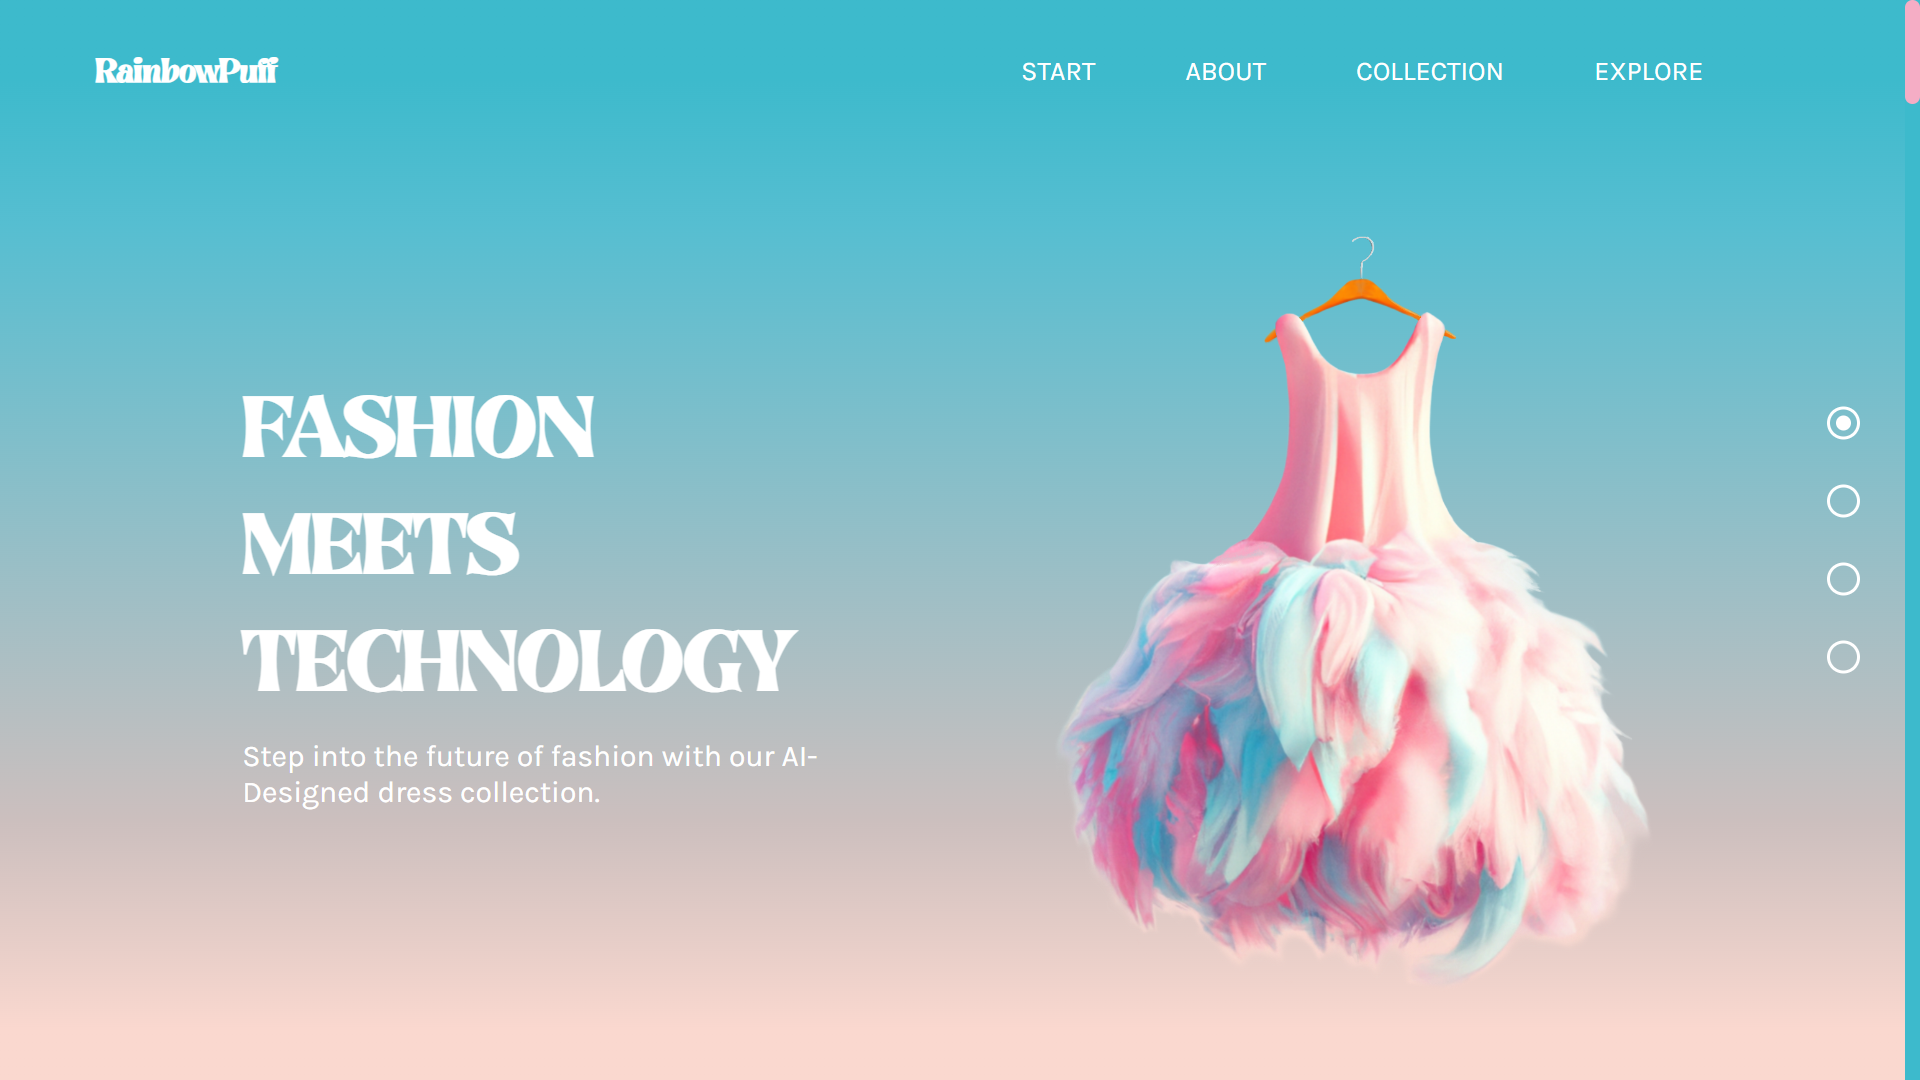 RainbowPuff
START ABOUT COLLECTION EXPLORE
FASHION
MEETS
TECHNOLOGY
Step into the future of fashion with our AI-
Designed dress collection.